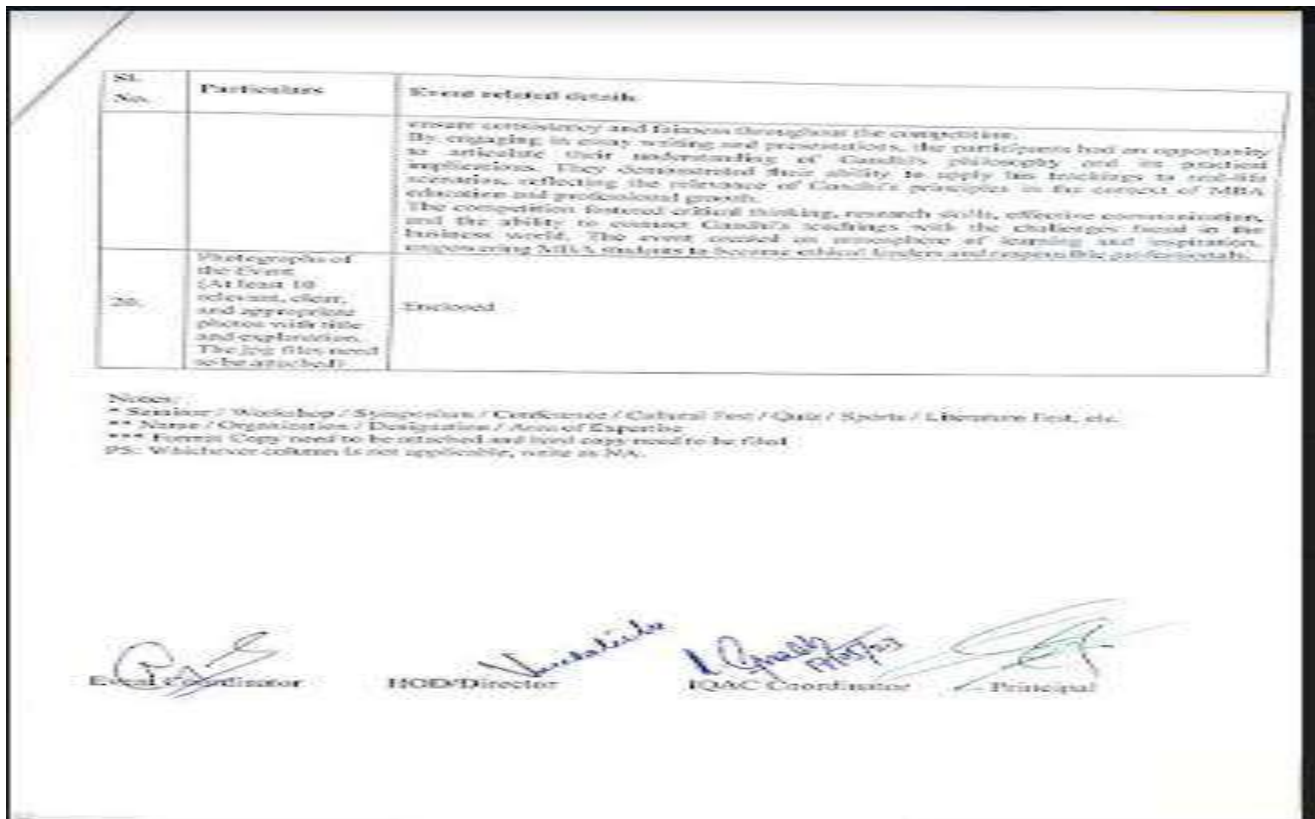 Sl. No.
Particulars
Event related details
ensure consistency and fairness throughout the competition.
By engaging in essay writing and presentations, the participants had an opportunity
to articulate their understanding of Gandhi's philosophy and its practical
implications. They demonstrated their ability to apply his teachings to real-life
scenarios, reflecting the relevance of Gandhi's principles in the context of MBA
education and professional growth.
The competition fostered critical thinking, research skills, effective communication,
and the ability to connect Gandhi's teachings with the challenges faced in the
business world. The event created an atmosphere of learning and inspiration,
empowering MBA students to become ethical leaders and responsible professionals.
20.
Photographs of
the Event
(At least 10
relevant, clear,
and appropriate
photos with title
and explanation.
The jpg files need
to be attached)
Enclosed
Notes:
* Seminar / Workshop / Symposium / Conference / Cultural Fest / Quiz / Sports / Literature Fest, etc.
** Name / Organization / Designation / Area of Expertise
*** Format Copy need to be attached and hard copy need to be filed
PS: Whichever column is not applicable, write as NA.
Event Coordinator
HOD/Director
IQAC Coordinator
Principal